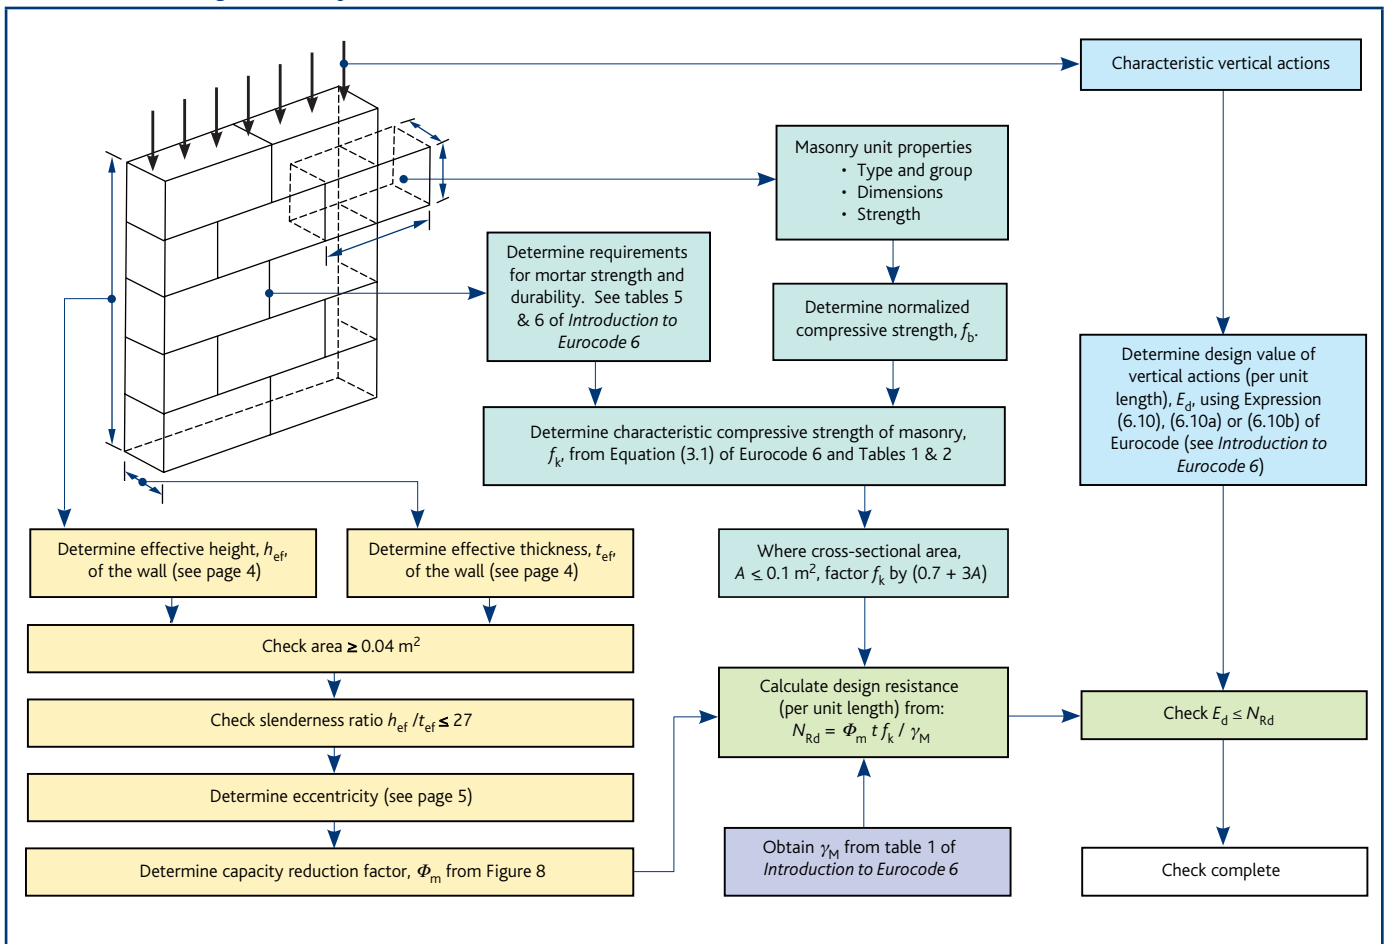 Characteristic vertical actions
Masonry unit properties
• Type and group
• Dimensions
• Strength
Determine requirements
for mortar strength and
durability. See tables 5
& 6 of Introduction to
Eurocode 6
Determine normalized
compressive strength, fb.
Determine design value of
vertical actions (per unit
length), Ed, using Expression
(6.10), (6.10a) or (6.10b) of
Eurocode (see Introduction to
Eurocode 6)
Determine characteristic compressive strength of masonry,
fk, from Equation (3.1) of Eurocode 6 and Tables 1 & 2
Determine effective height, hef,
of the wall (see page 4)
Determine effective thickness, tef,
of the wall (see page 4)
Where cross-sectional area,
A ≤ 0.1 m², factor fk by (0.7 + 3A)
Check area ≥ 0.04 m²
Check slenderness ratio hef /tef ≤ 27
Calculate design resistance
(per unit length) from:
NRd = Φm t fk / γM
Check Ed ≤ NRd
Determine eccentricity (see page 5)
Determine capacity reduction factor, Φm from Figure 8
Obtain γM from table 1 of
Introduction to Eurocode 6
Check complete